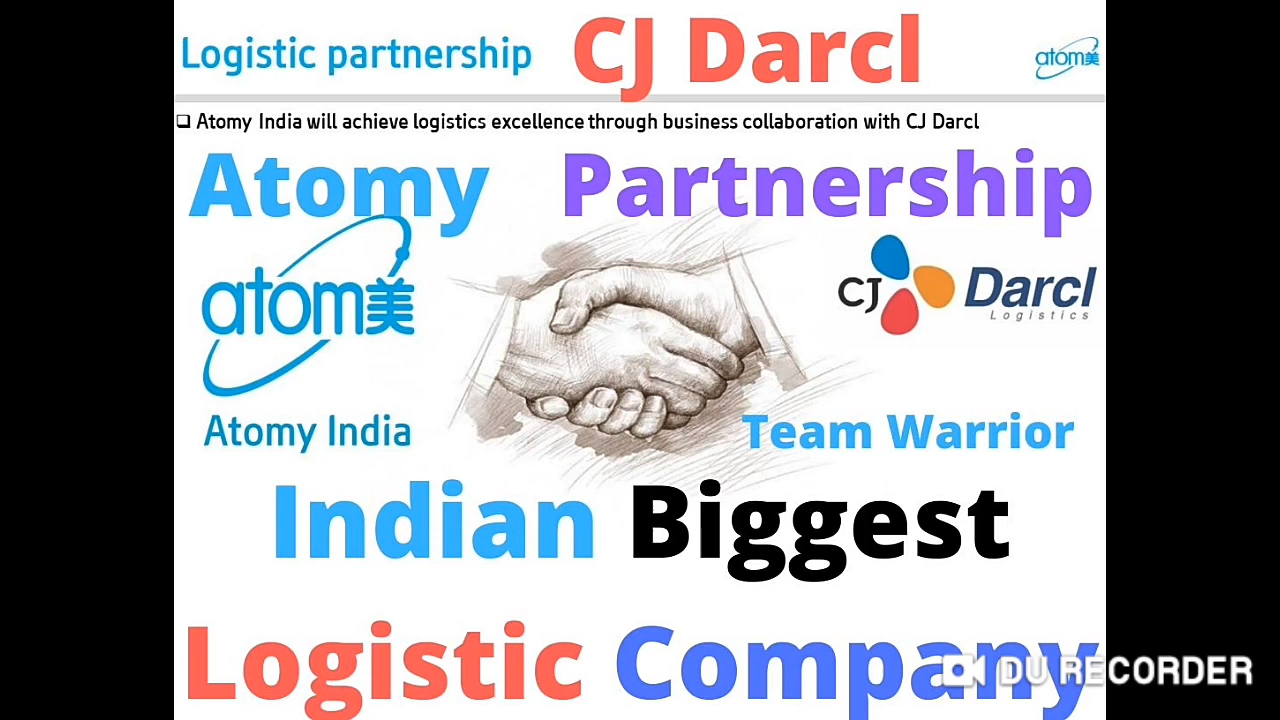 Logistic partnership CJ Darcl atom美
❑ Atomy India will achieve logistics excellence through business collaboration with CJ Darcl
Atomy Partnership
atom美
CJ Darcl
Logistics
Atomy India
Team Warrior
Indian Biggest
Logistic Company
DU RECORDER